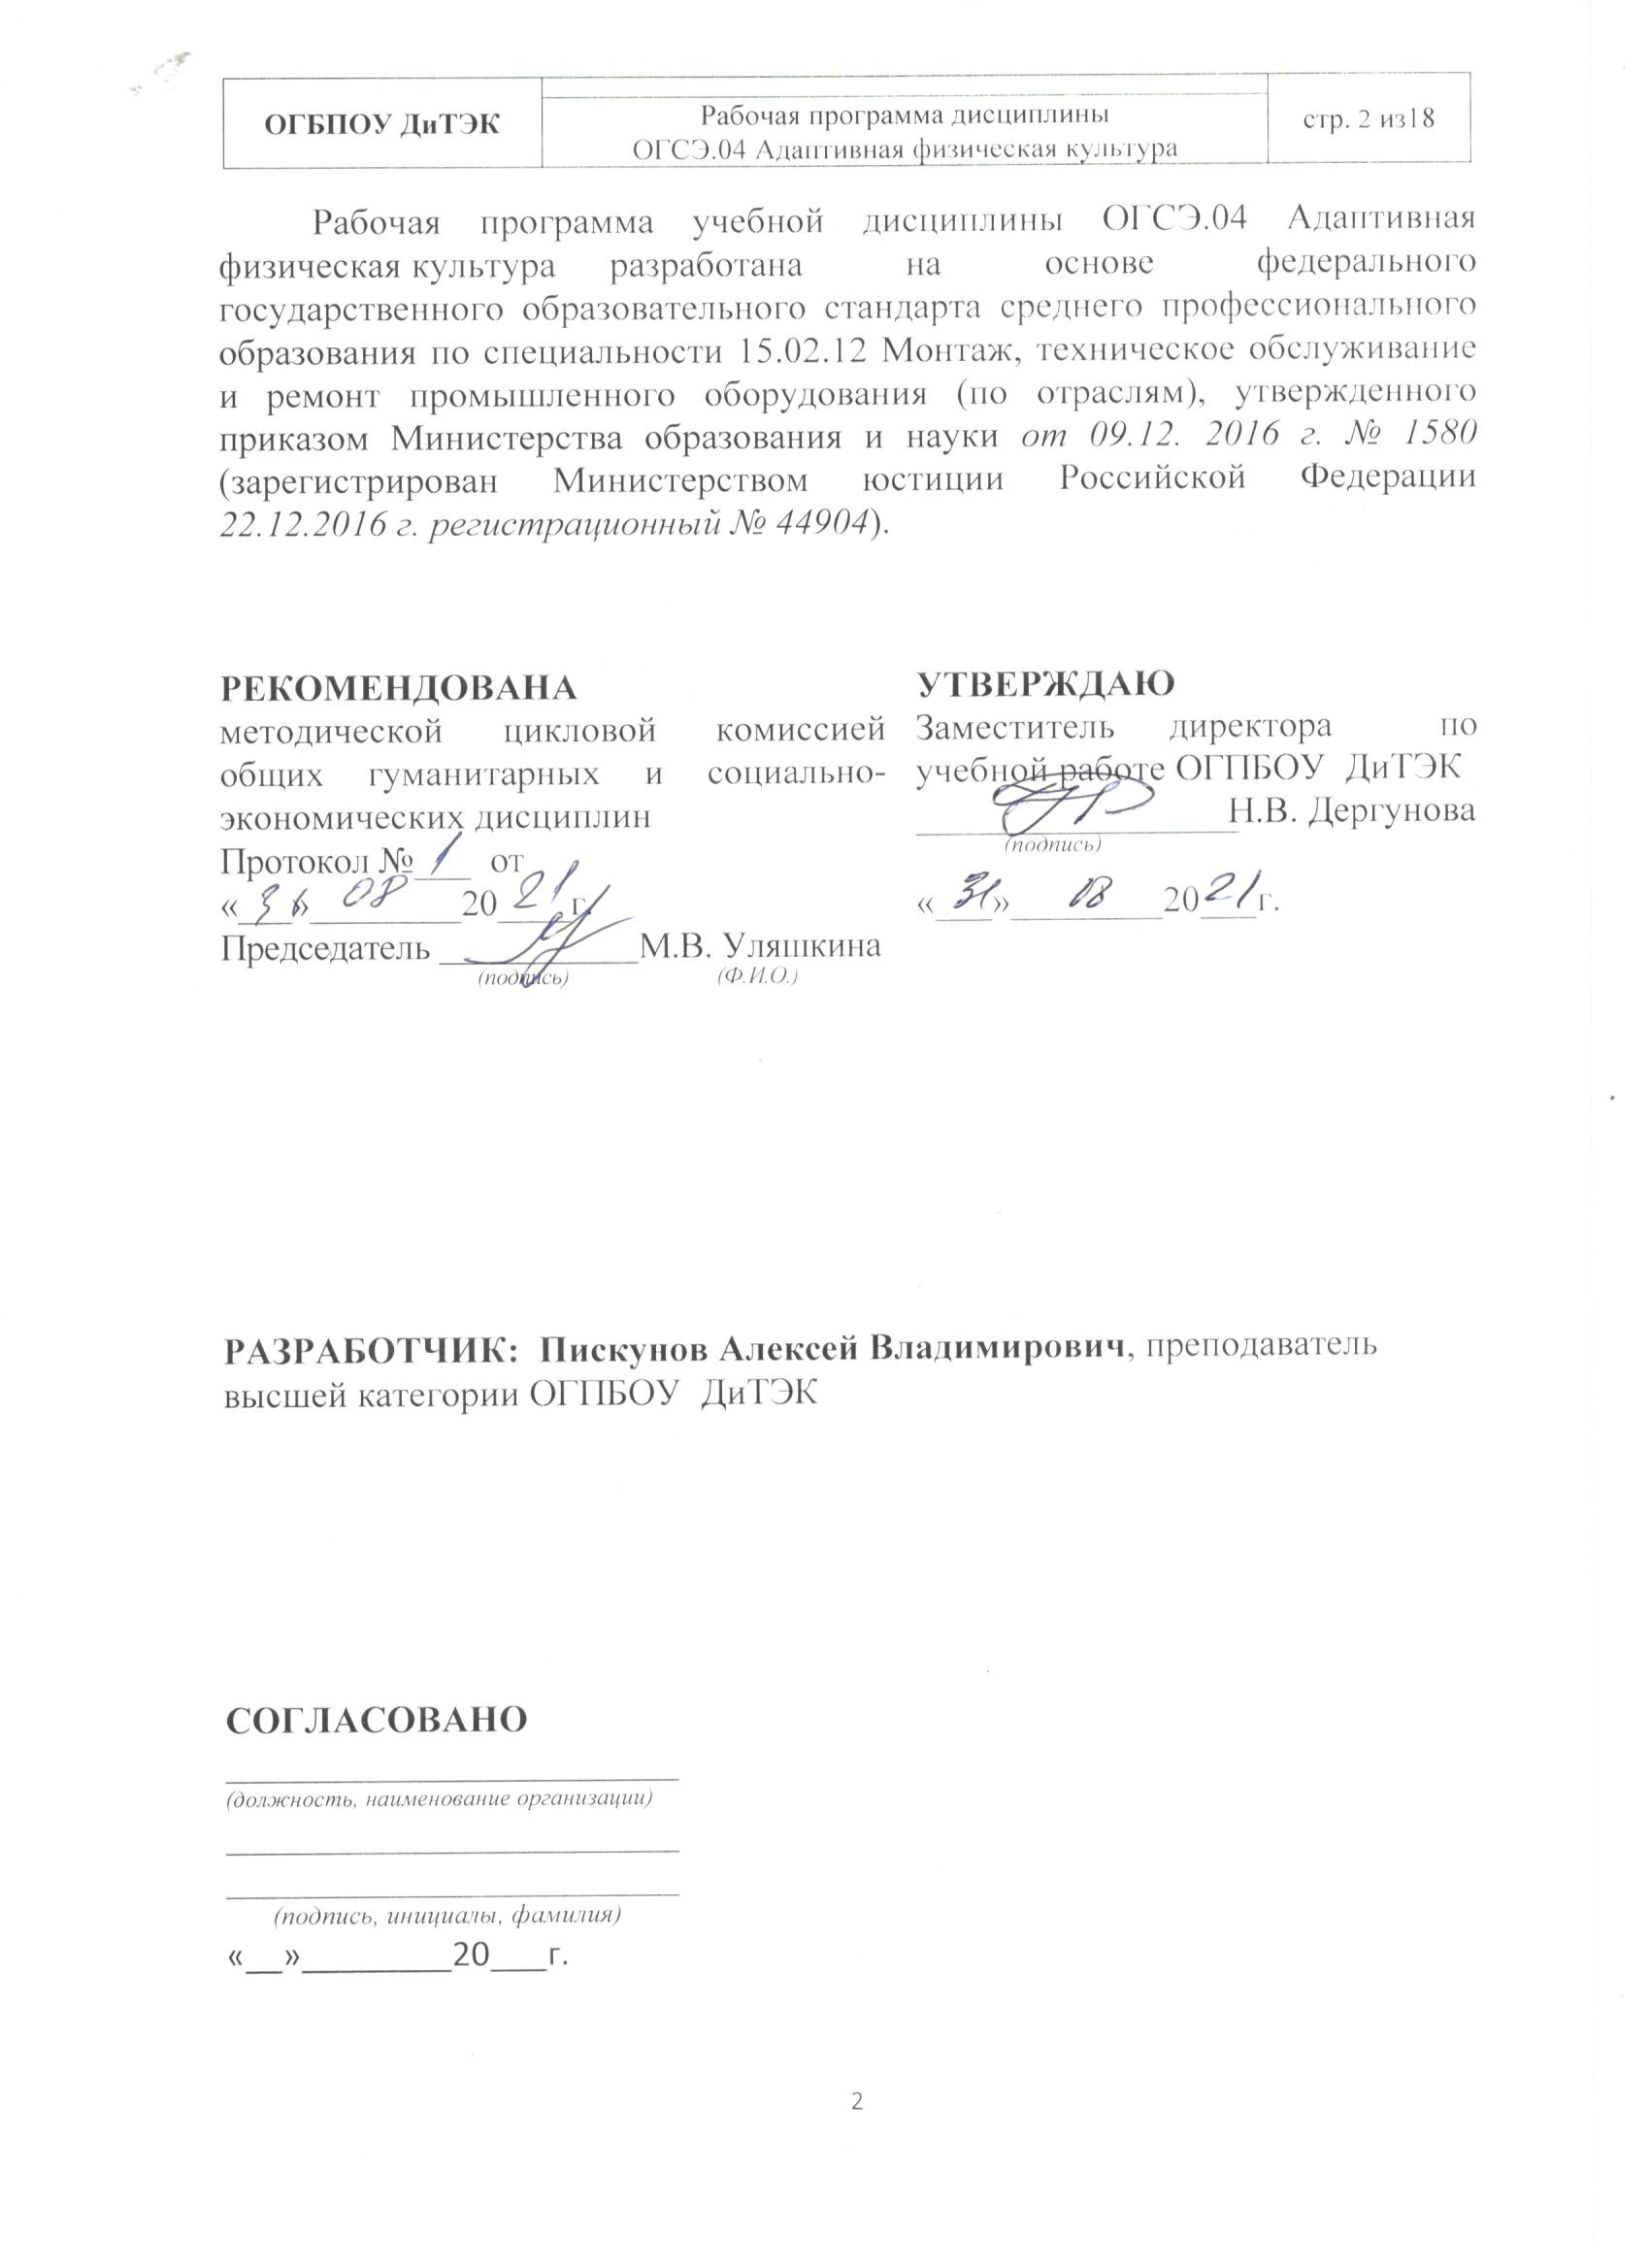 ОГБПОУ ДиТЭК
Рабочая программа дисциплины
ОГСЭ.04 Адаптивная физическая культура
стр. 2 из18
Рабочая программа учебной дисциплины ОГСЭ.04 Адаптивная
физическая культура разработана на основе федерального
государственного образовательного стандарта среднего профессионального
образования по специальности 15.02.12 Монтаж, техническое обслуживание
и ремонт промышленного оборудования (по отраслям), утвержденного
приказом Министерства образования и науки от 09.12. 2016 г. № 1580
(зарегистрирован Министерством юстиции Российской Федерации
22.12.2016 г. регистрационный № 44904).
РЕКОМЕНДОВАНА
методической цикловой комиссией
общих гуманитарных и социально-
экономических дисциплин
Протокол № 1 от
«31» 08 2021 г.
Председатель М.В. Уляшкина
(подпись) (Ф.И.О.)
УТВЕРЖДАЮ
Заместитель директора по
учебной работе ОГПБОУ ДиТЭК
Н.В. Дергунова
(подпись)
«31» 2021 г.
РАЗРАБОТЧИК: Пискунов Алексей Владимирович, преподаватель
высшей категории ОГПБОУ ДиТЭК
СОГЛАСОВАНО
(должность, наименование организации)
(подпись, инициалы, фамилия)
«__»________20___г.
2